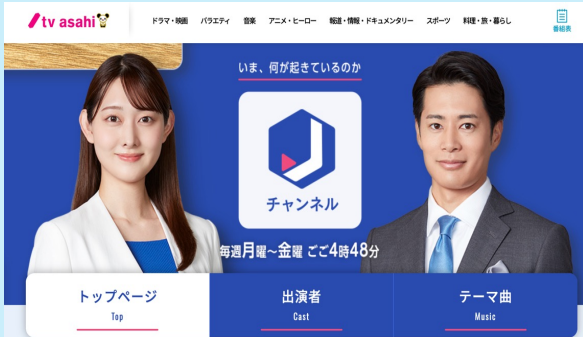 tv asahi
ドラマ・映画 バラエティ 音楽 アニメ・ヒーロー 報道・情報・ドキュメンタリー スポーツ 料理・旅・暮らし
番組表
いま、何が起きているのか
J
チャンネル
毎週月曜～金曜 ごご4時48分
トップページ 出演者 テーマ曲
Top Cast Music